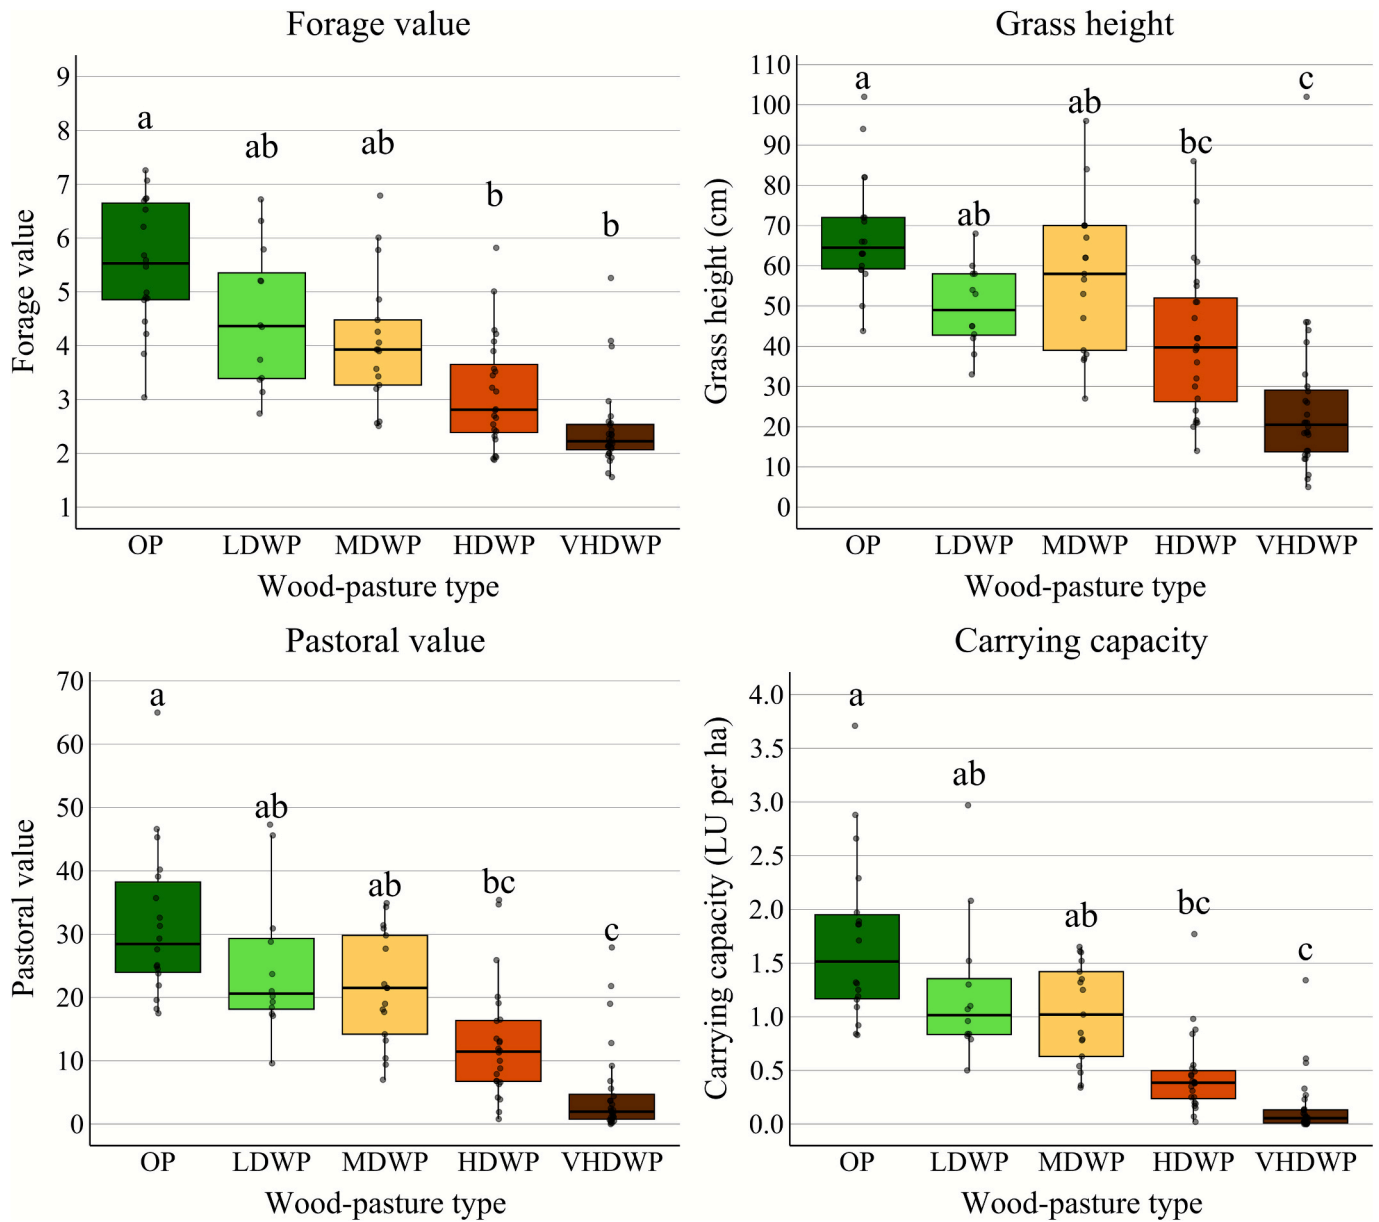 Forage value
Forage value
9
8
7
6
5
4
3
2
1
a
ab
ab
b
b
OP LDWP MDWP HDWP VHDWP
Wood-pasture type
Grass height
Grass height (cm)
110
100
90
80
70
60
50
40
30
20
10
0
a
ab
ab
bc
c
OP LDWP MDWP HDWP VHDWP
Wood-pasture type
Pastoral value
Pastoral value
70
60
50
40
30
20
10
0
a
ab
ab
bc
c
OP LDWP MDWP HDWP VHDWP
Wood-pasture type
Carrying capacity
Carrying capacity (LU per ha)
4.0
3.5
3.0
2.5
2.0
1.5
1.0
0.5
0.0
a
ab
ab
bc
c
OP LDWP MDWP HDWP VHDWP
Wood-pasture type